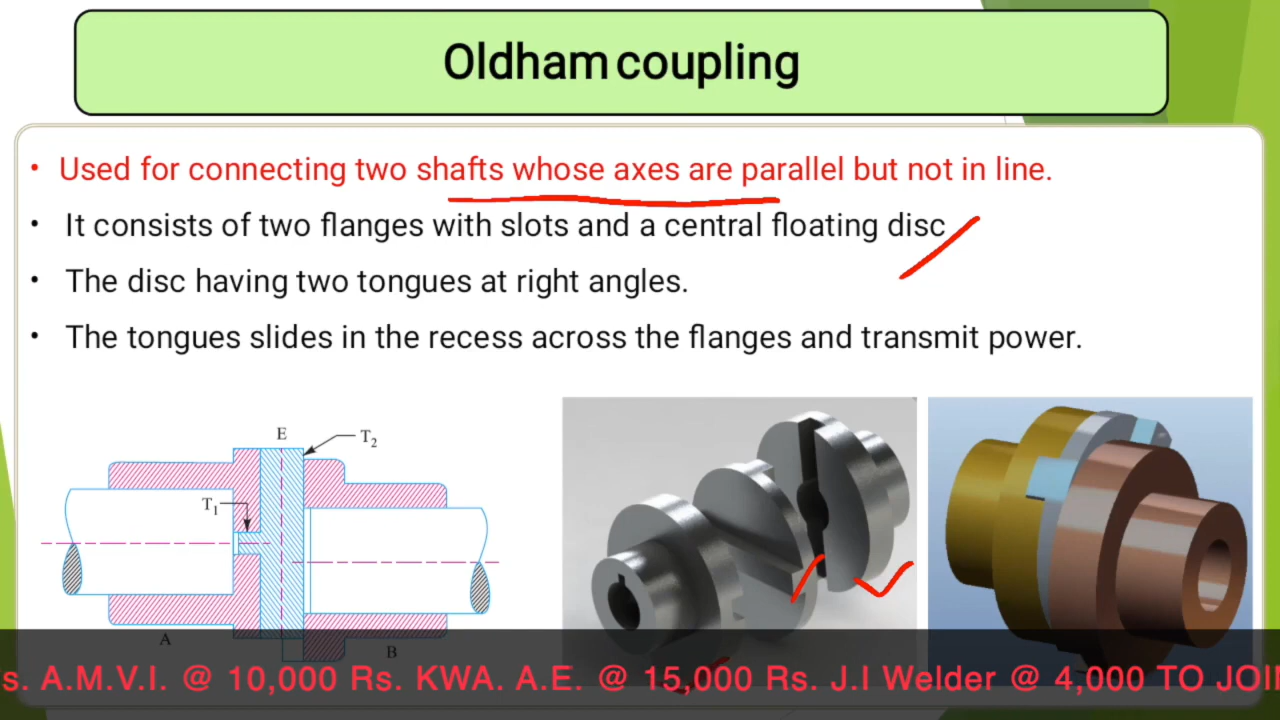 Oldham coupling
• Used for connecting two shafts whose axes are parallel but not in line.
• It consists of two flanges with slots and a central floating disc
• The disc having two tongues at right angles.
• The tongues slides in the recess across the flanges and transmit power.
E
T2
T1
A
B
s. A.M.V.I. @ 10,000 Rs. KWA. A.E. @ 15,000 Rs. J.I Welder @ 4,000 TO JOI